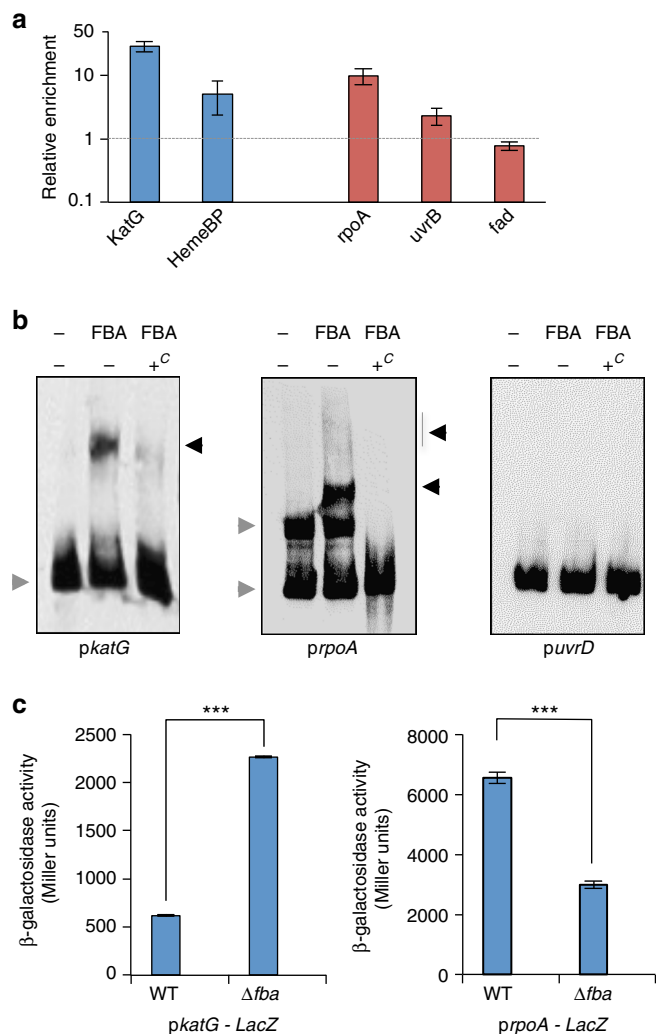 a
Relative enrichment
50
10
1
0.1
KatG
HemeBP
rpoA
uvrB
fad
b
– FBA FBA
– – +c
– FBA FBA
– – +c
– FBA FBA
– – +c
pkatG
prpoA
puvrD
c
β-galactosidase activity
(Miller units)
2500
2000
1500
1000
500
0
***
WT Δfba
pkatG - LacZ
β-galactosidase activity
(Miller units)
8000
6000
4000
2000
0
***
WT Δfba
prpoA - LacZ